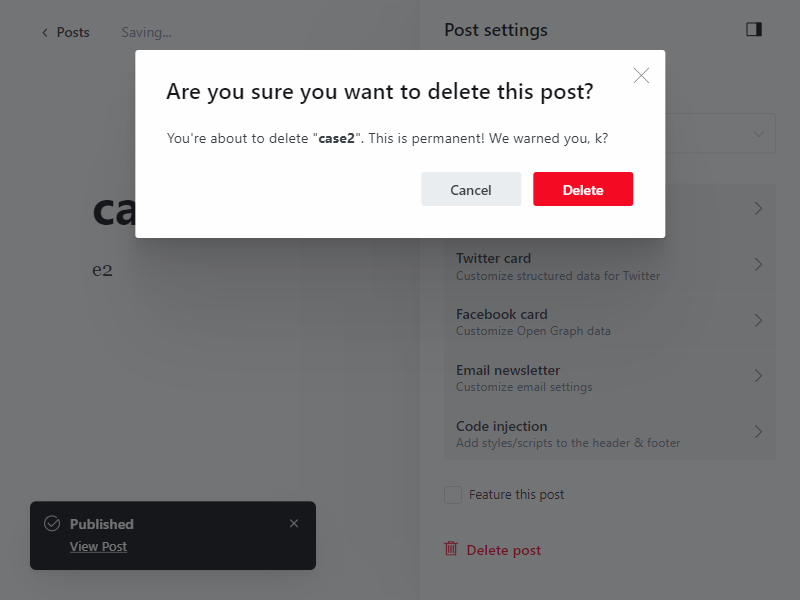 Posts
Saving...
Post settings
Are you sure you want to delete this post?
You're about to delete "case2". This is permanent! We warned you, k?
Cancel
Delete
ca
e2
Twitter card
Customize structured data for Twitter
Facebook card
Customize Open Graph data
Email newsletter
Customize email settings
Code injection
Add styles/scripts to the header & footer
Feature this post
Delete post
Published
View Post